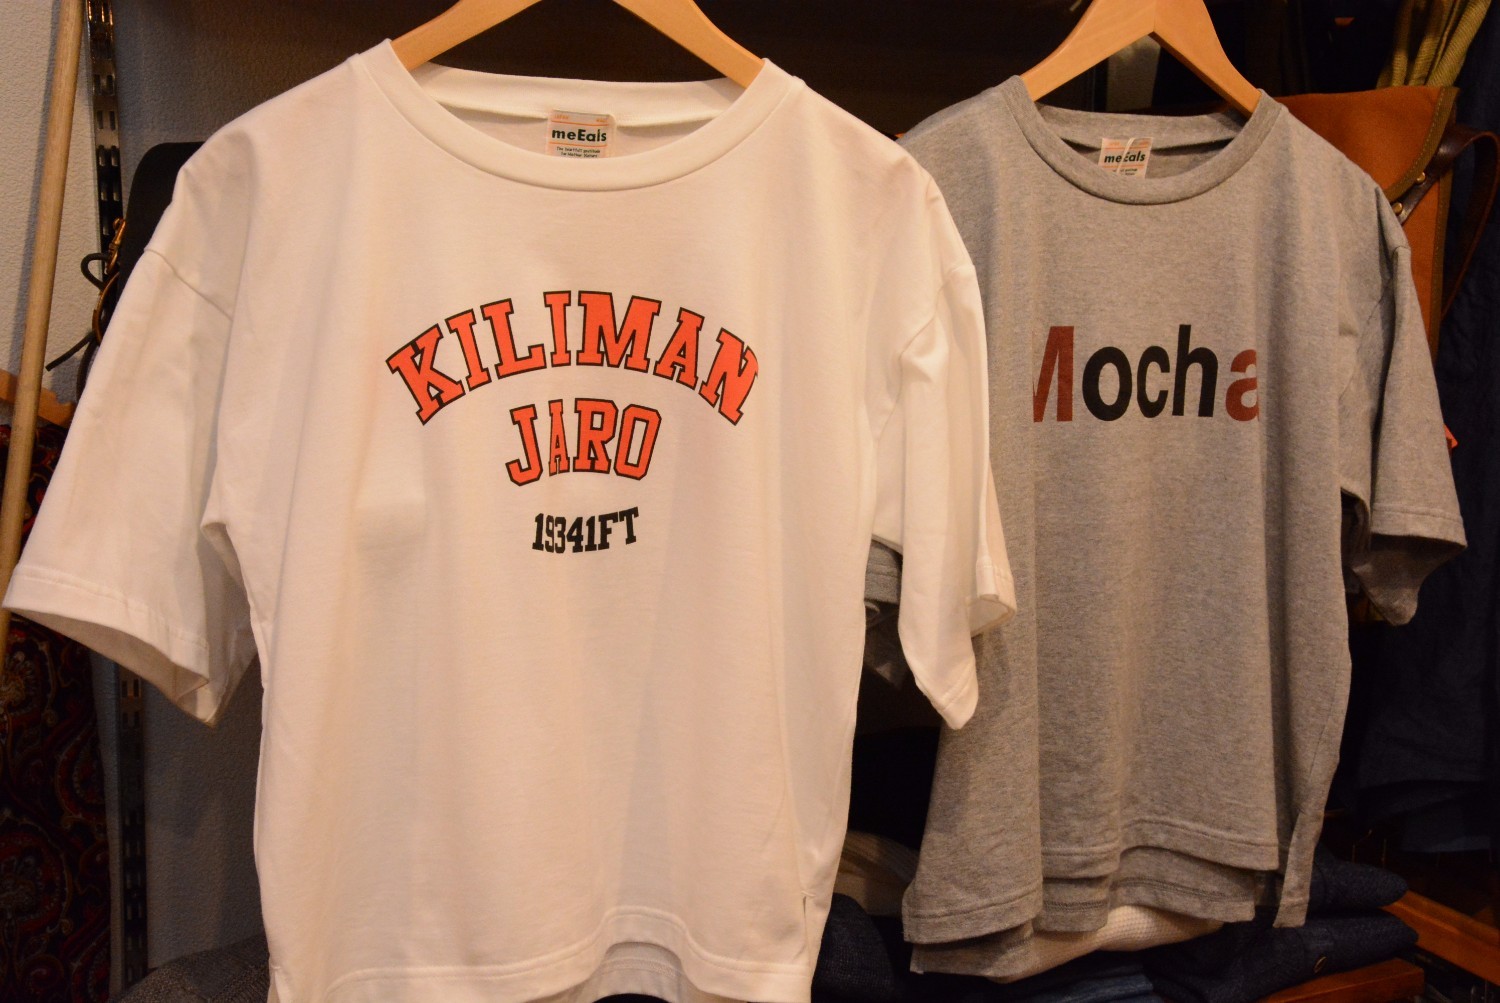 meEals
KILIMAN
JARO
19341FT
meEals
Mocha